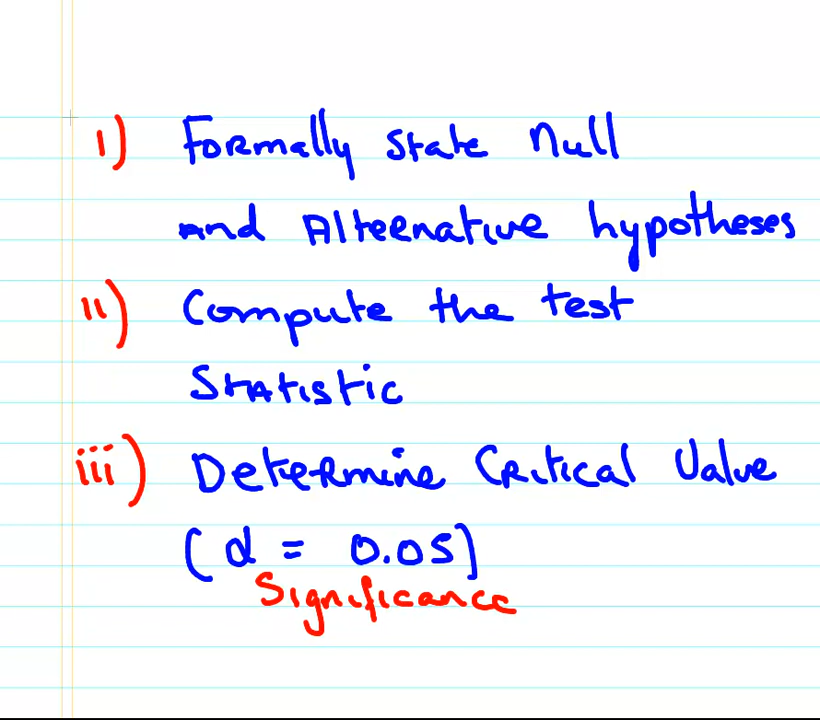 i) Formally state Null
and Alternative hypotheses
ii) Compute the test
Statistic
iii) Determine Critical Value
(α = 0.05)
Significance